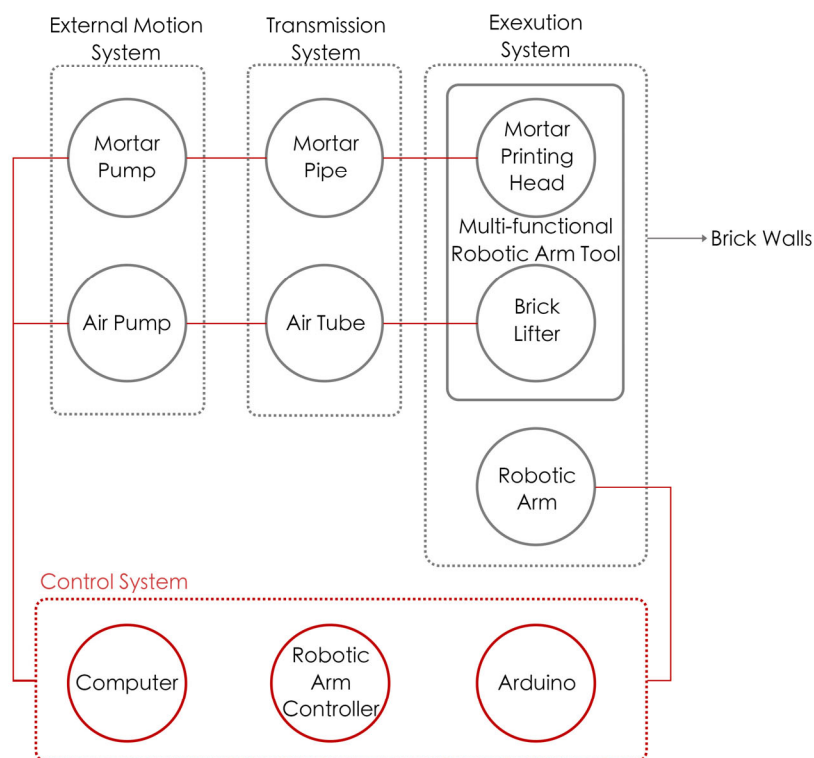 External Motion
System
Transmission
System
Exexution
System
Mortar
Pump
Mortar
Pipe
Mortar
Printing
Head
Multi-functional
Robotic Arm Tool
Brick Walls
Air Pump
Air Tube
Brick
Lifter
Robotic
Arm
Control System
Computer
Robotic
Arm
Controller
Arduino